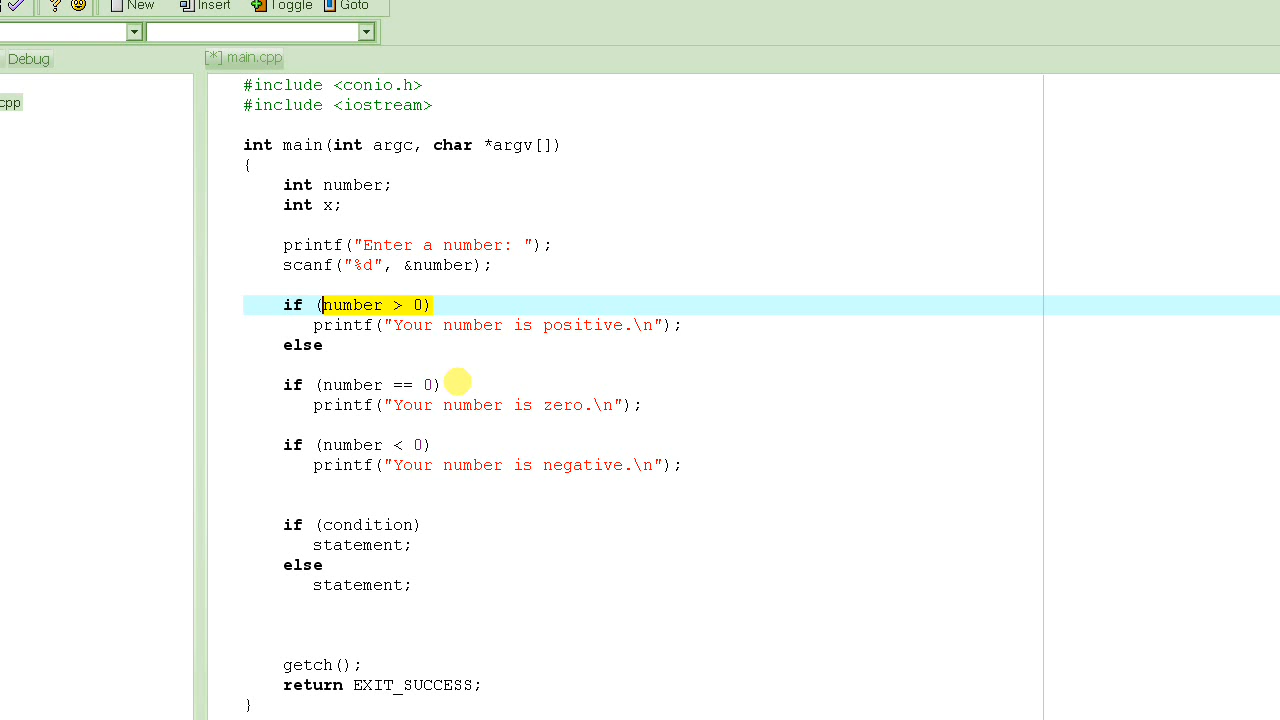 New Insert Toggle Goto
Debug
[*] main.cpp
cpp
#include <conio.h>
#include <iostream>
int main(int argc, char *argv[])
{
int number;
int x;
printf("Enter a number: ");
scanf("%d", &number);
if (number > 0)
printf("Your number is positive.\n");
else
if (number == 0)
printf("Your number is zero.\n");
if (number < 0)
printf("Your number is negative.\n");
if (condition)
statement;
else
statement;
getch();
return EXIT_SUCCESS;
}